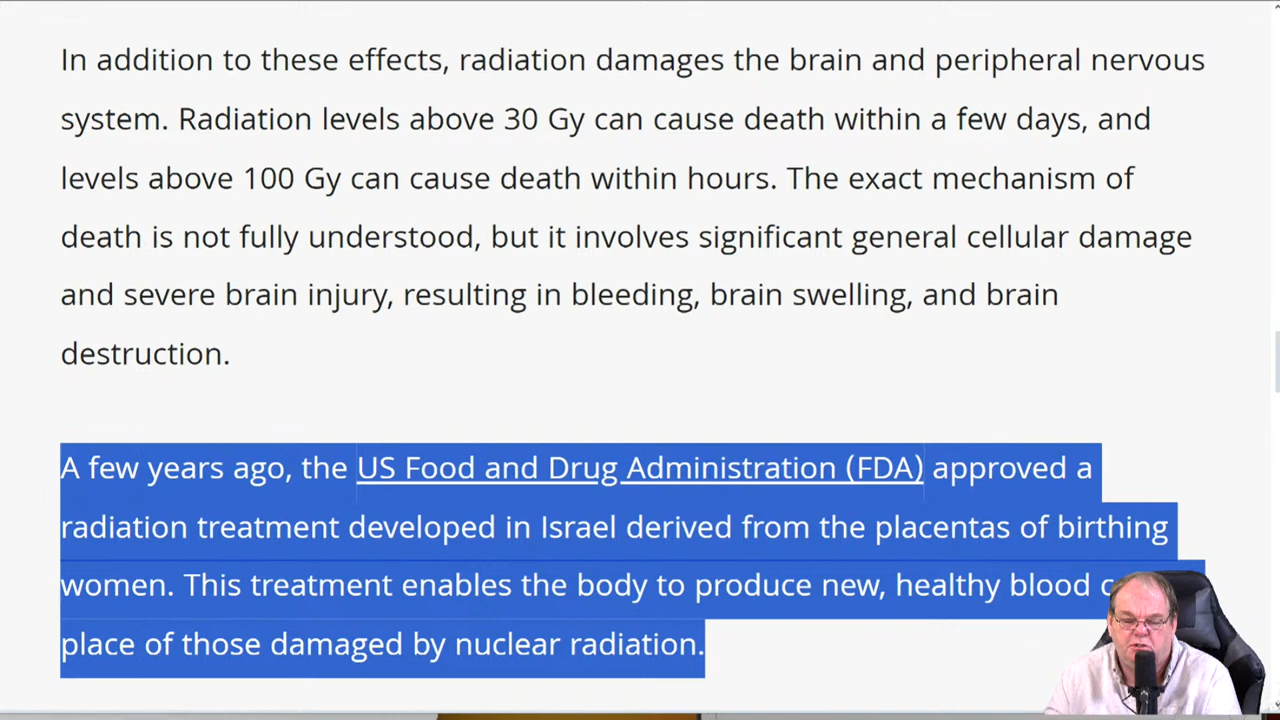 In addition to these effects, radiation damages the brain and peripheral nervous
system. Radiation levels above 30 Gy can cause death within a few days, and
levels above 100 Gy can cause death within hours. The exact mechanism of
death is not fully understood, but it involves significant general cellular damage
and severe brain injury, resulting in bleeding, brain swelling, and brain
destruction.
A few years ago, the US Food and Drug Administration (FDA) approved a
radiation treatment developed in Israel derived from the placentas of birthing
women. This treatment enables the body to produce new, healthy blood
place of those damaged by nuclear radiation.